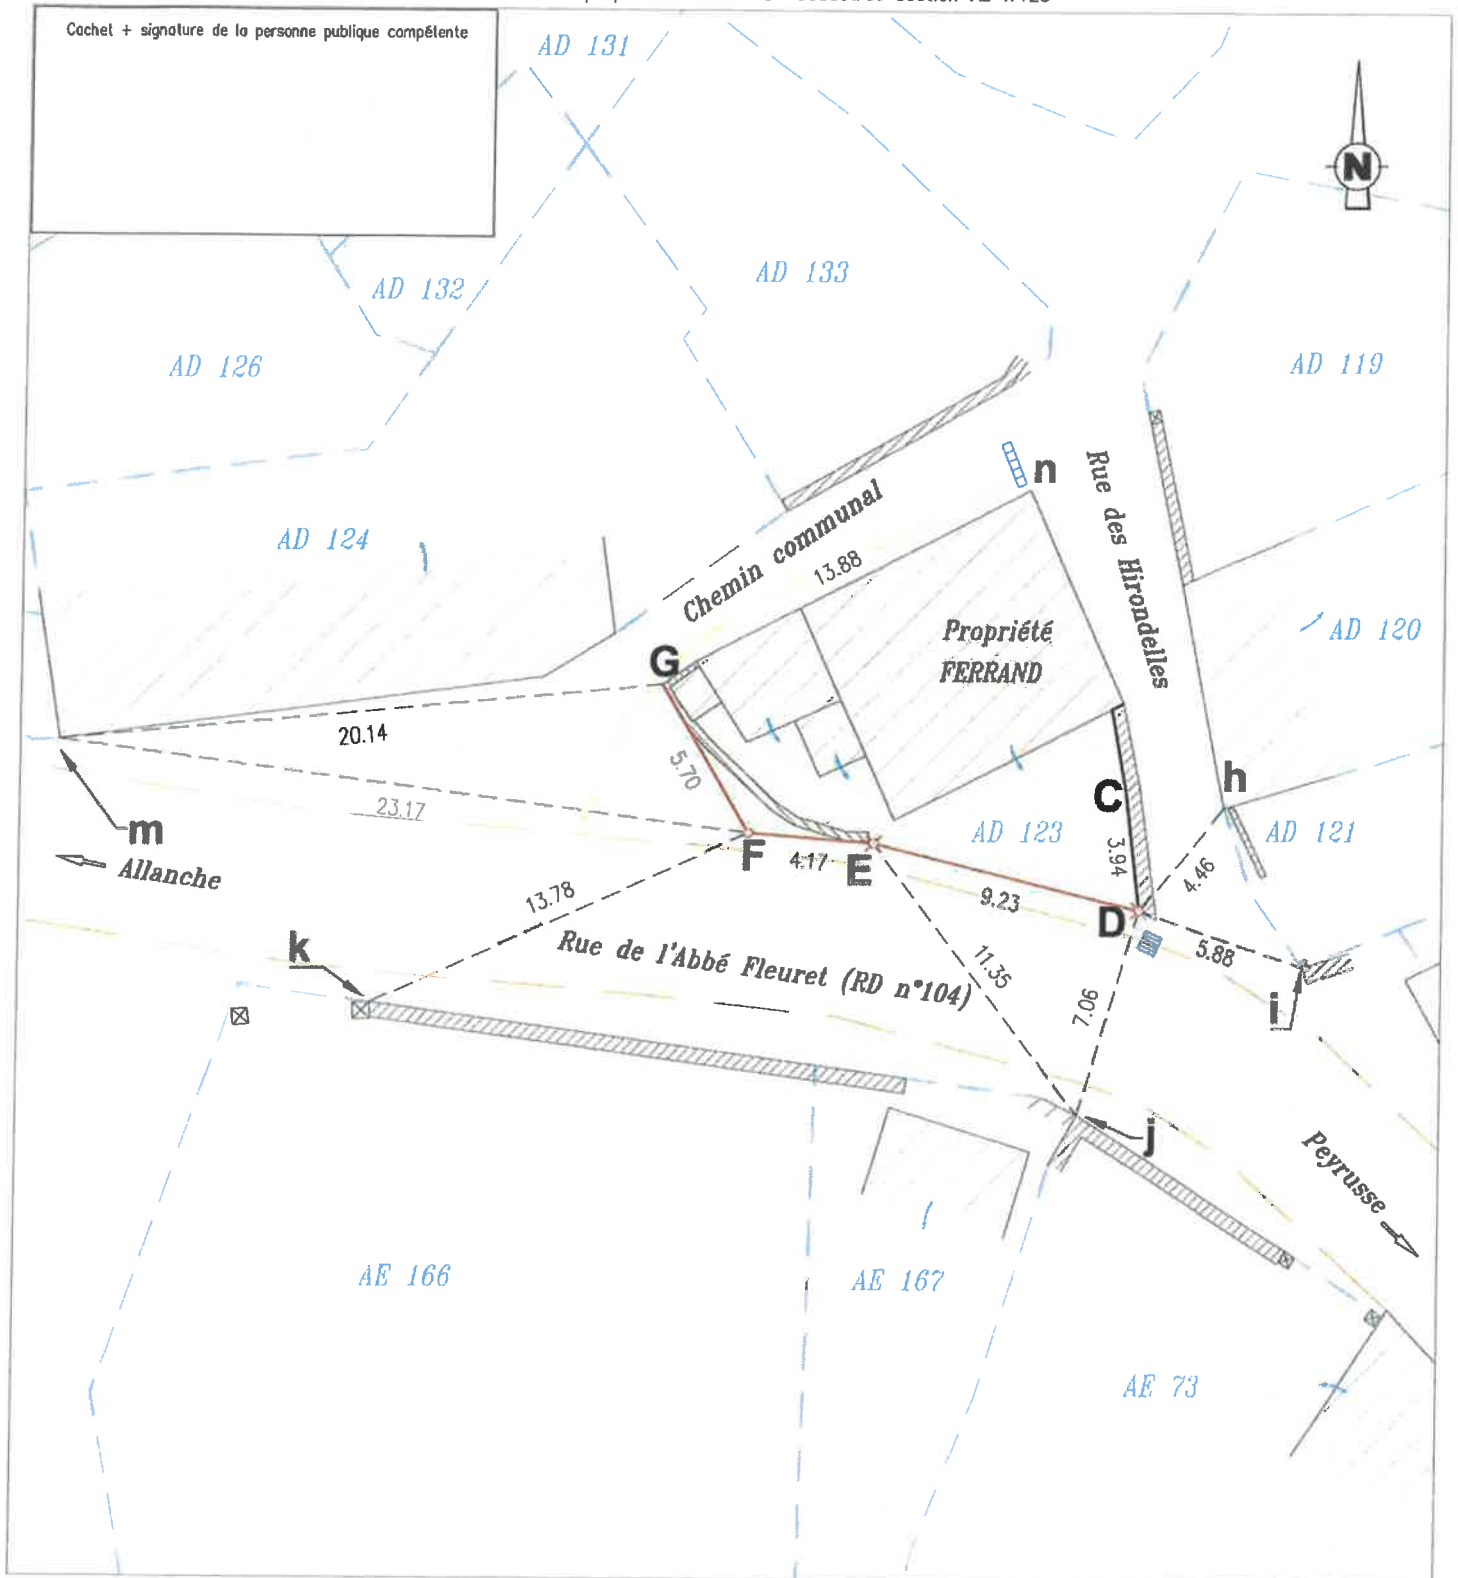 Cachet + signature de la personne publique compétente
AD 131
N
AD 133
AD 132
AD 126
AD 119
n
Rue des Hirondelles
AD 124
Chemin communal
13.88
Propriété
FERRAND
AD 120
G
20.14
5.70
C
h
23.17
m
AD 123
AD 121
3.94
F
4.17
E
4.46
Allanche
13.78
9.23
D
k
Rue de l'Abbé Fleuret (RD n°104)
11.35
5.88
7.06
i
j
Peyrusse
AE 166
AE 167
AE 73